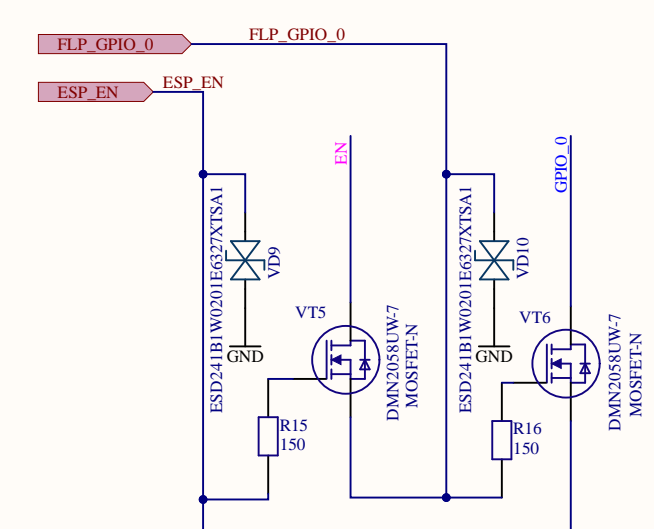 FLP_GPIO_0
FLP_GPIO_0
ESP_EN
ESP_EN
EN
GPIO_0
ESD241B1W0201E6327XTSA1
VD9
GND
VT5
DMN2058UW-7
MOSFET-N
R15
150
ESD241B1W0201E6327XTSA1
VD10
GND
VT6
DMN2058UW-7
MOSFET-N
R16
150